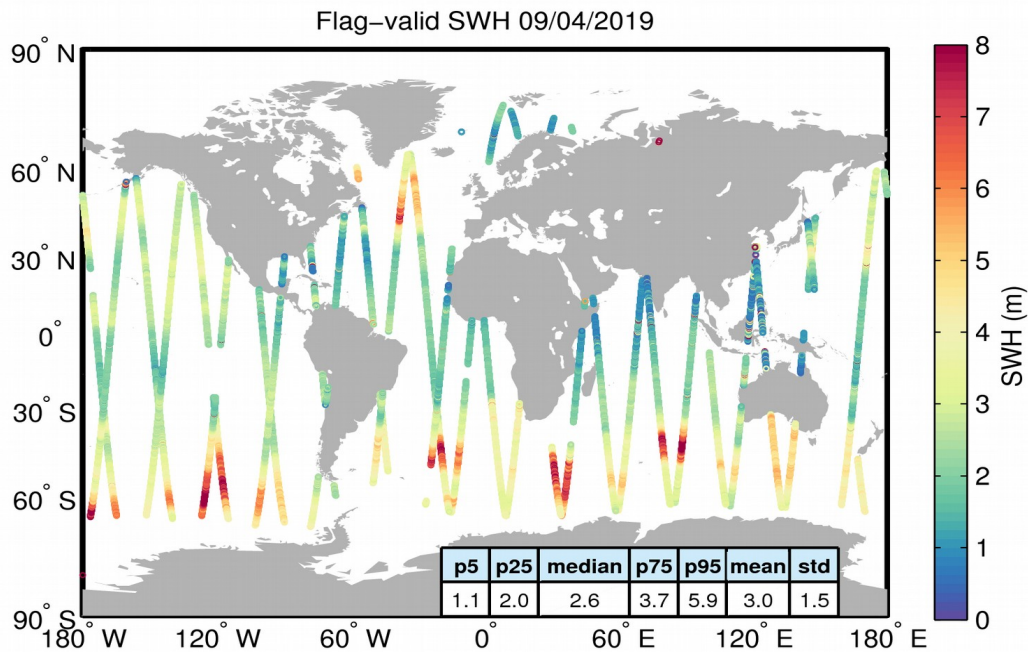 Flag−valid SWH 09/04/2019
90° N
60° N
30° N
0°
30° S
60° S
90° S
180° W
120° W
60° W
0°
60° E
120° E
180° E
8
7
6
5
4
3
2
1
0
SWH (m)
p5 p25 median p75 p95 mean std
1.1 2.0 2.6 3.7 5.9 3.0 1.5